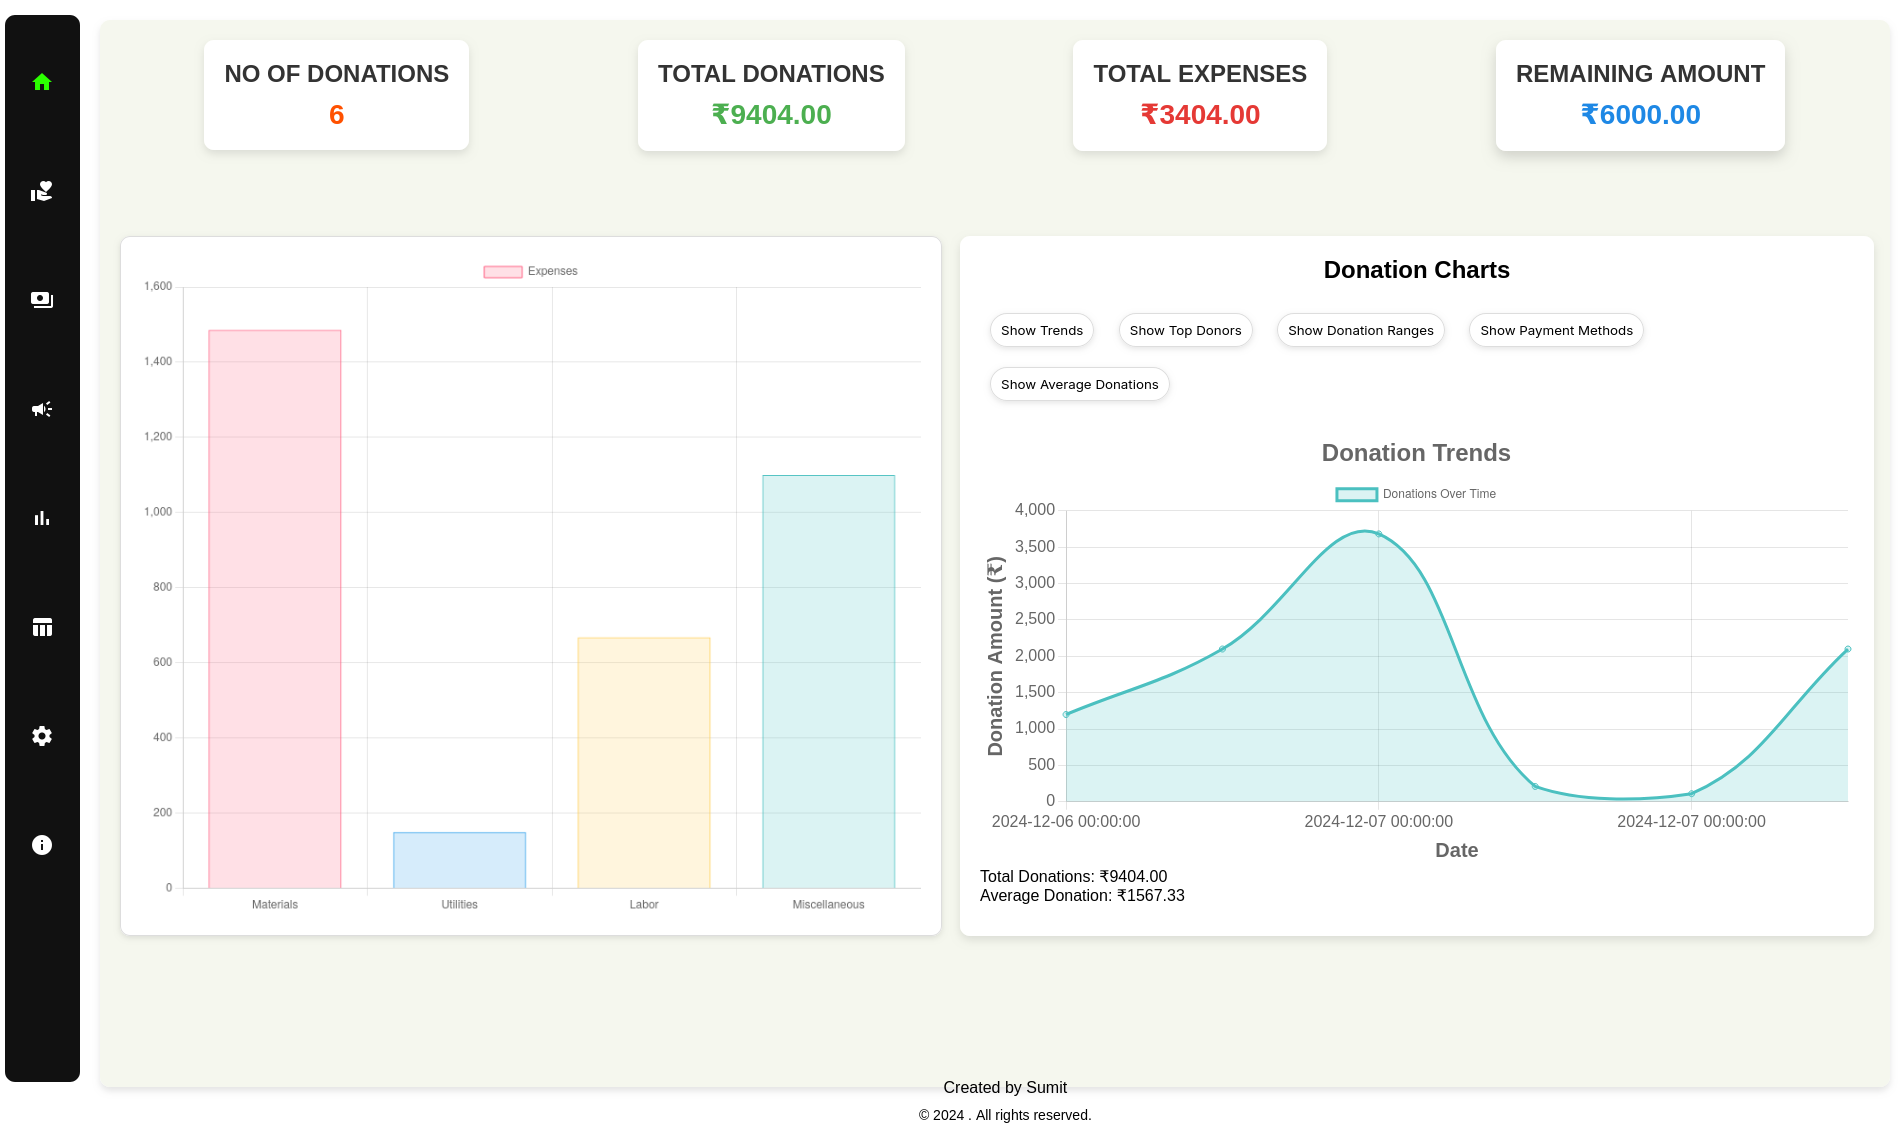 NO OF DONATIONS
6
TOTAL DONATIONS
₹9404.00
TOTAL EXPENSES
₹3404.00
REMAINING AMOUNT
₹6000.00
Expenses
1,600
1,400
1,200
1,000
800
600
400
200
0
Materials
Utilities
Labor
Miscellaneous
Donation Charts
Show Trends
Show Top Donors
Show Donation Ranges
Show Payment Methods
Show Average Donations
Donation Trends
Donations Over Time
Donation Amount (₹)
4,000
3,500
3,000
2,500
2,000
1,500
1,000
500
0
2024-12-06 00:00:00
2024-12-07 00:00:00
2024-12-07 00:00:00
Date
Total Donations: ₹9404.00
Average Donation: ₹1567.33
Created by Sumit
© 2024 . All rights reserved.